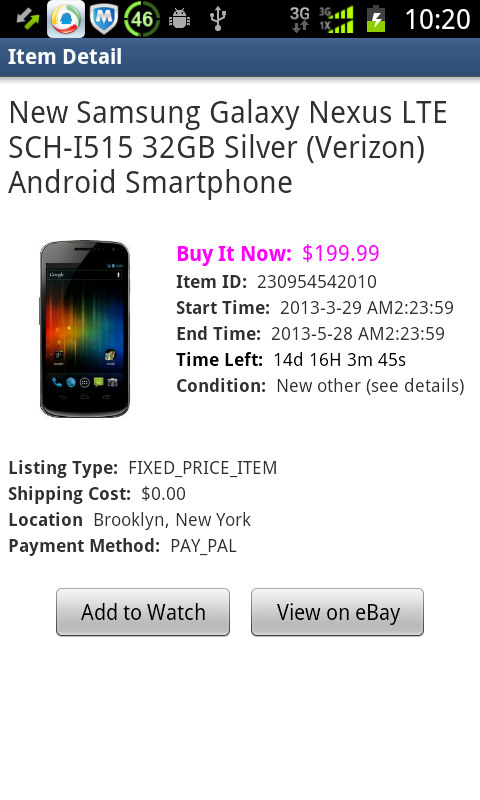 46 3G 3G 1X 10:20
Item Detail
New Samsung Galaxy Nexus LTE
SCH-I515 32GB Silver (Verizon)
Android Smartphone
Google
Buy It Now: $199.99
Item ID: 230954542010
Start Time: 2013-3-29 AM2:23:59
End Time: 2013-5-28 AM2:23:59
Time Left: 14d 16H 3m 45s
Condition: New other (see details)
Listing Type: FIXED_PRICE_ITEM
Shipping Cost: $0.00
Location Brooklyn, New York
Payment Method: PAY_PAL
Add to Watch View on eBay